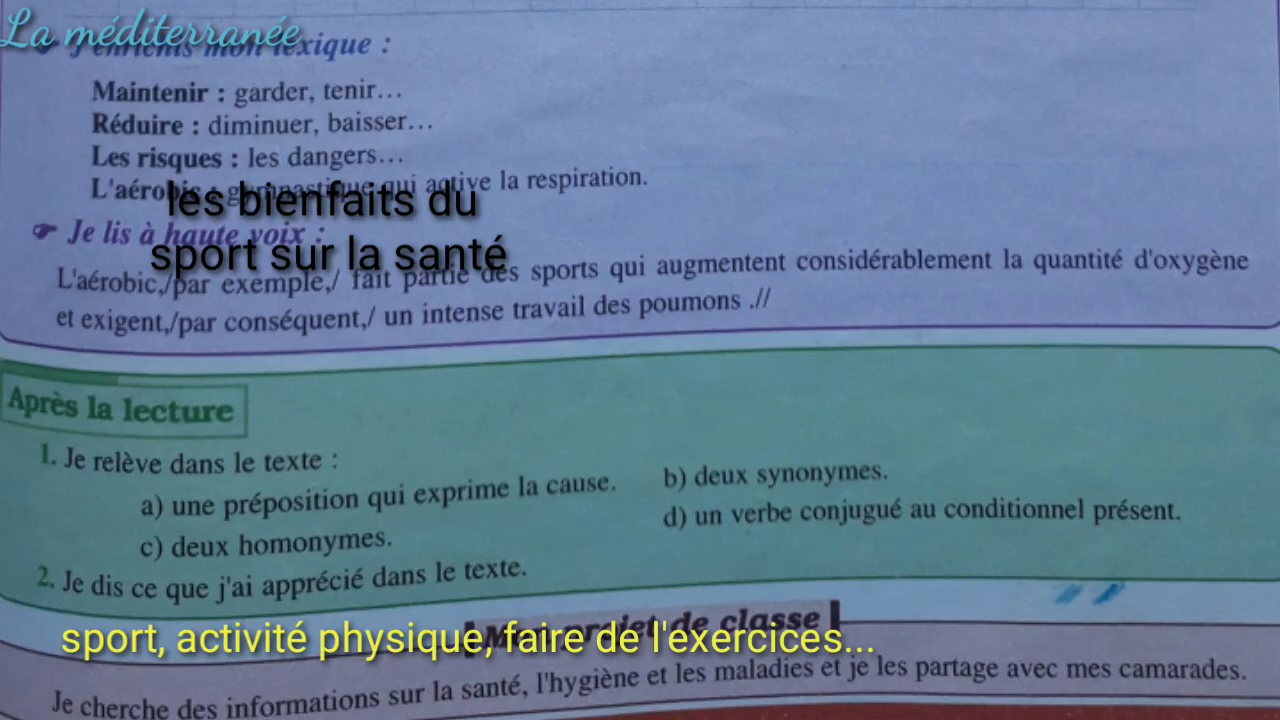 La méditerranée
J'enrichis mon lexique :
Maintenir : garder, tenir...
Réduire : diminuer, baisser...
Les risques : les dangers...
L'aérobic : gymnastique qui active la respiration.
les bienfaits du
☞ Je lis à haute voix :
sport sur la santé
L'aérobic,/par exemple,/ fait partie des sports qui augmentent considérablement la quantité d'oxygène
et exigent,/par conséquent,/ un intense travail des poumons .//
Après la lecture
1. Je relève dans le texte :
a) une préposition qui exprime la cause. b) deux synonymes.
c) deux homonymes. d) un verbe conjugué au conditionnel présent.
2. Je dis ce que j'ai apprécié dans le texte.
Mon projet de classe
sport, activité physique, faire de l'exercices...
Je cherche des informations sur la santé, l'hygiène et les maladies et je les partage avec mes camarades.